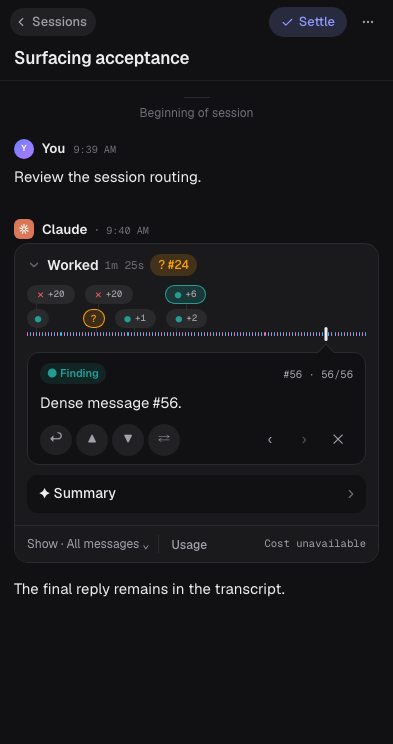 Sessions
Settle
Surfacing acceptance
Beginning of session
Y You 9:39 AM
Review the session routing.
Claude · 9:40 AM
Worked 1m 25s ? #24
+20 +20 +6
? +1 +2
Finding #56 · 56/56
Dense message #56.
Summary
Show · All messages Usage Cost unavailable
The final reply remains in the transcript.